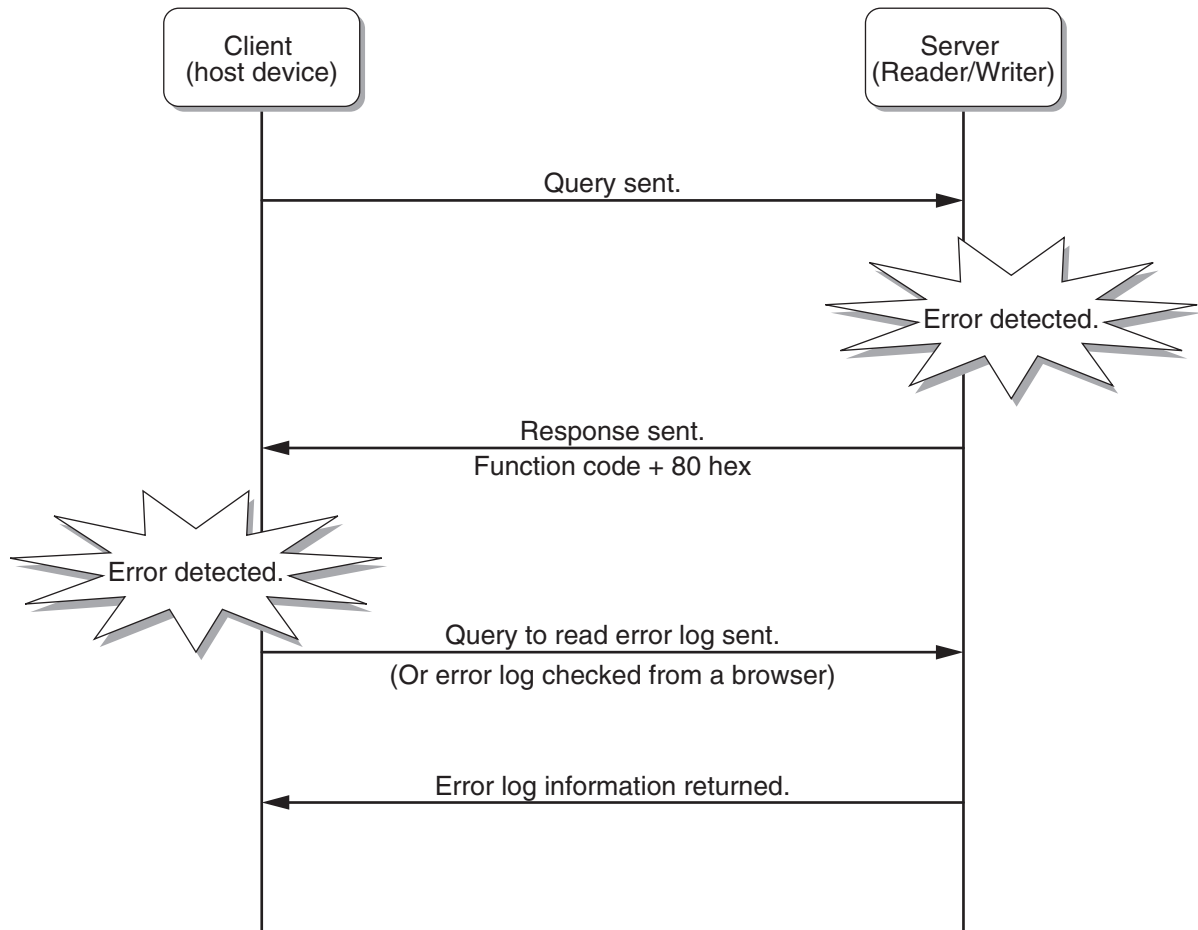 Client
(host device)
Server
(Reader/Writer)
Query sent.
Error detected.
Response sent.
Function code + 80 hex
Error detected.
Query to read error log sent.
(Or error log checked from a browser)
Error log information returned.